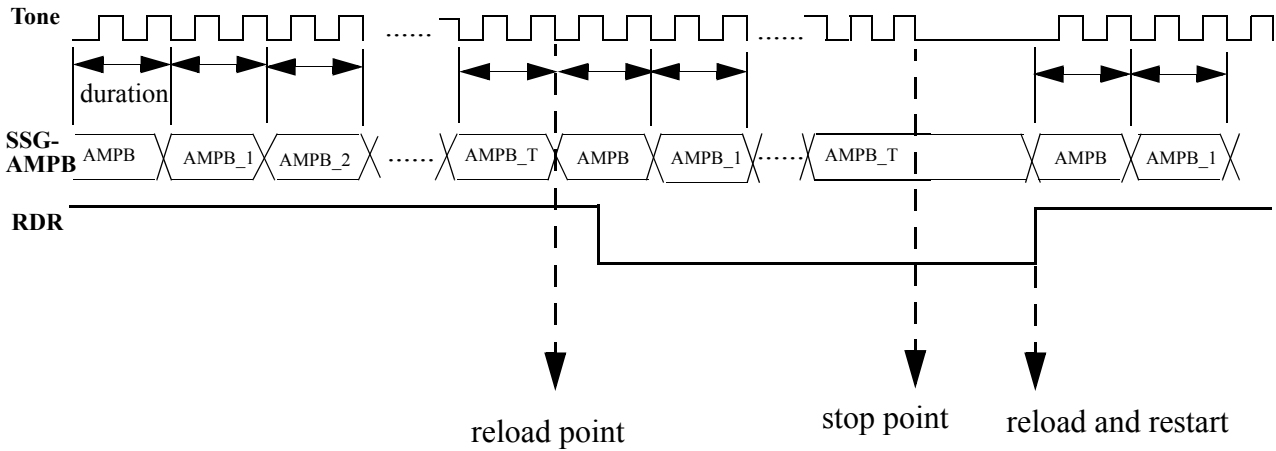 Tone
...... ......
duration
SSG-
AMPB
AMPB AMPB_1 AMPB_2 ...... AMPB_T AMPB AMPB_1 ...... AMPB_T AMPB AMPB_1
RDR
reload point stop point reload and restart